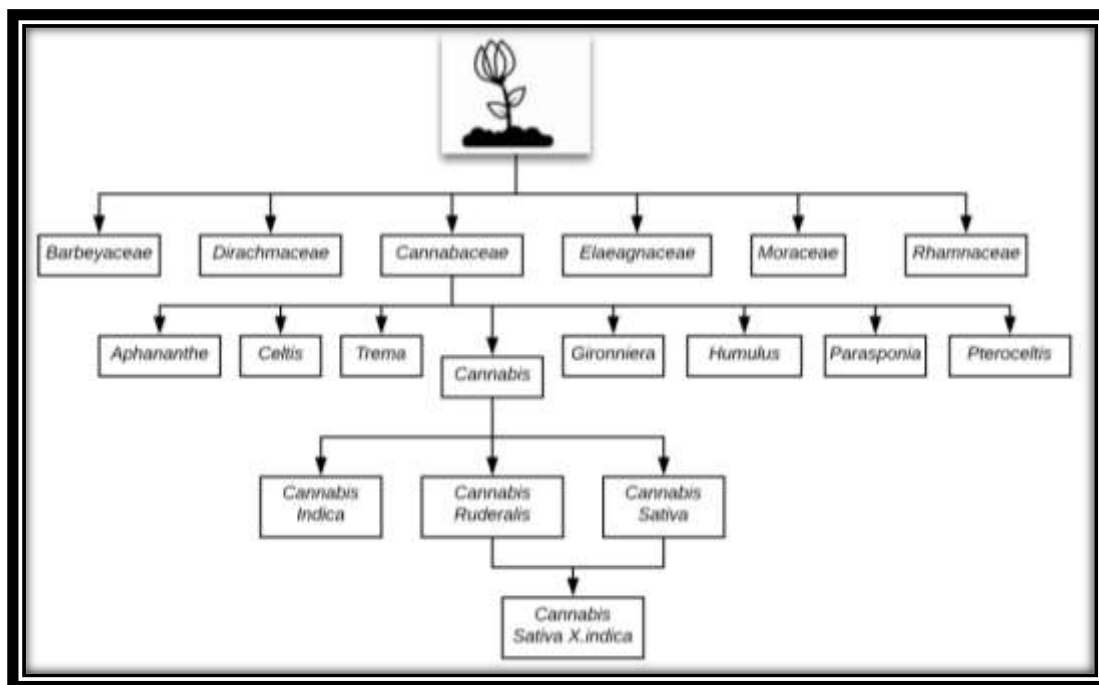 Barbeyaceae
Dirachmaceae
Cannabaceae
Elaeagnaceae
Moraceae
Rhamnaceae
Aphananthe
Celtis
Trema
Cannabis
Gironniera
Humulus
Parasponia
Pteroceltis
Cannabis
Indica
Cannabis
Ruderalis
Cannabis
Sativa
Cannabis
Sativa X.indica